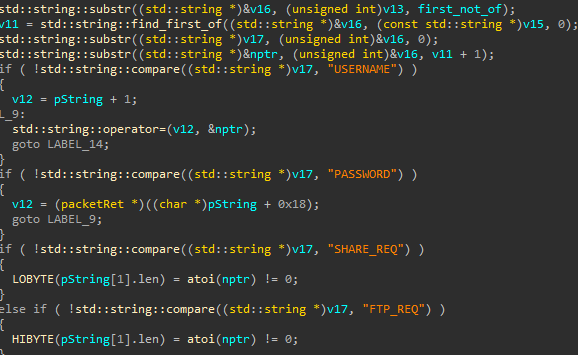 std::string::substr((std::string *)&v16, (unsigned int)v13, first_not_of);
v11 = std::string::find_first_of((std::string *)&v16, (const std::string *)v15, 0);
std::string::substr((std::string *)v17, (unsigned int)&v16, 0);
std::string::substr((std::string *)&nptr, (unsigned int)&v16, v11 + 1);
if ( !std::string::compare((std::string *)v17, "USERNAME") )
{
v12 = pString + 1;
L_9:
std::string::operator=(v12, &nptr);
goto LABEL_14;
}
if ( !std::string::compare((std::string *)v17, "PASSWORD") )
{
v12 = (packetRet *)((char *)pString + 0x18);
goto LABEL_9;
}
if ( !std::string::compare((std::string *)v17, "SHARE_REQ") )
{
LOBYTE(pString[1].len) = atoi(nptr) != 0;
}
else if ( !std::string::compare((std::string *)v17, "FTP_REQ") )
{
HIBYTE(pString[1].len) = atoi(nptr) != 0;
}